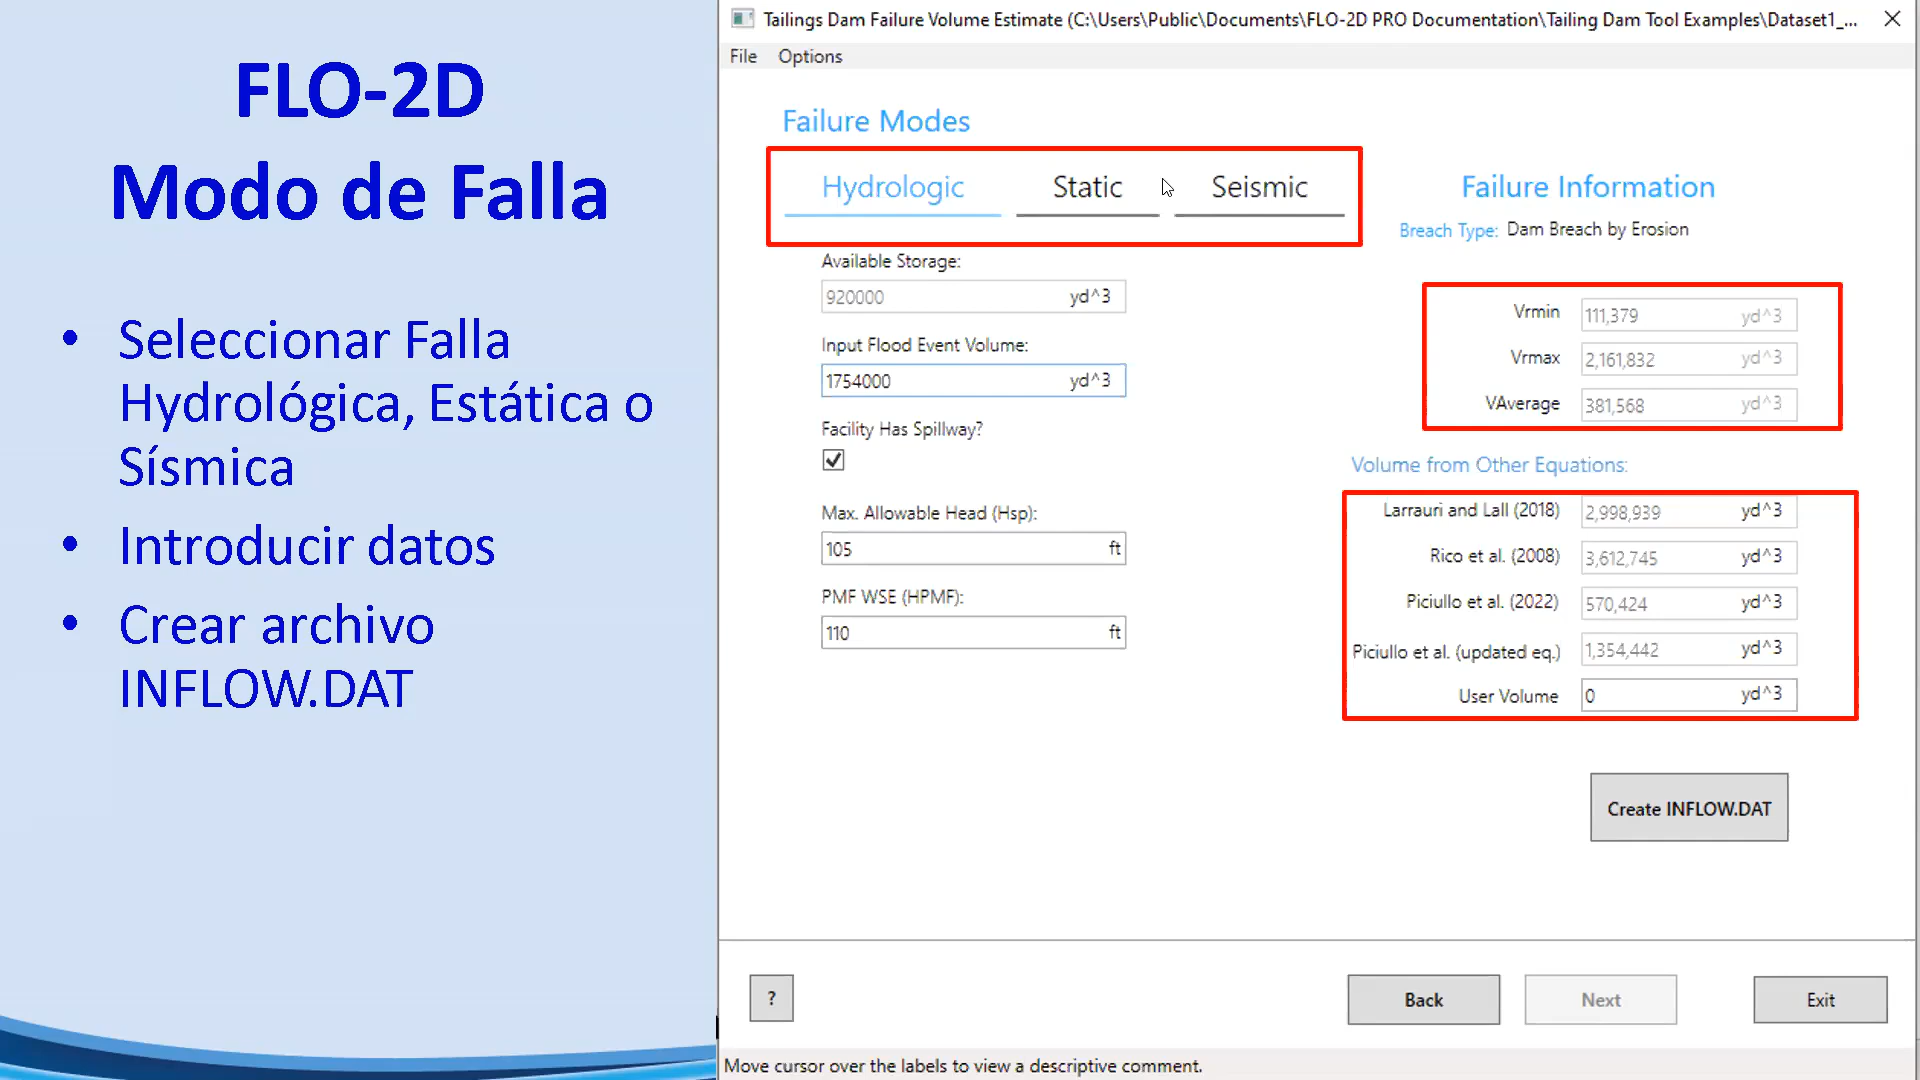 FLO-2D
Modo de Falla
• Seleccionar Falla
Hydrológica, Estática o
Sísmica
• Introducir datos
• Crear archivo
INFLOW.DAT
Tailings Dam Failure Volume Estimate (C:\Users\Public\Documents\FLO-2D PRO Documentation\Tailing Dam Tool Examples\Dataset1_...
File Options
Failure Modes
Hydrologic Static Seismic
Available Storage:
920000 yd^3
Input Flood Event Volume:
1754000 yd^3
Facility Has Spillway?
Max. Allowable Head (Hsp):
105 ft
PMF WSE (HPMF):
110 ft
Failure Information
Breach Type: Dam Breach by Erosion
Vrmin 111,379 yd^3
Vrmax 2,161,832 yd^3
VAverage 381,568 yd^3
Volume from Other Equations:
Larrauri and Lall (2018) 2,998,939 yd^3
Rico et al. (2008) 3,612,745 yd^3
Piciullo et al. (2022) 570,424 yd^3
Piciullo et al. (updated eq.) 1,354,442 yd^3
User Volume 0 yd^3
Create INFLOW.DAT
? Back Next Exit
Move cursor over the labels to view a descriptive comment.